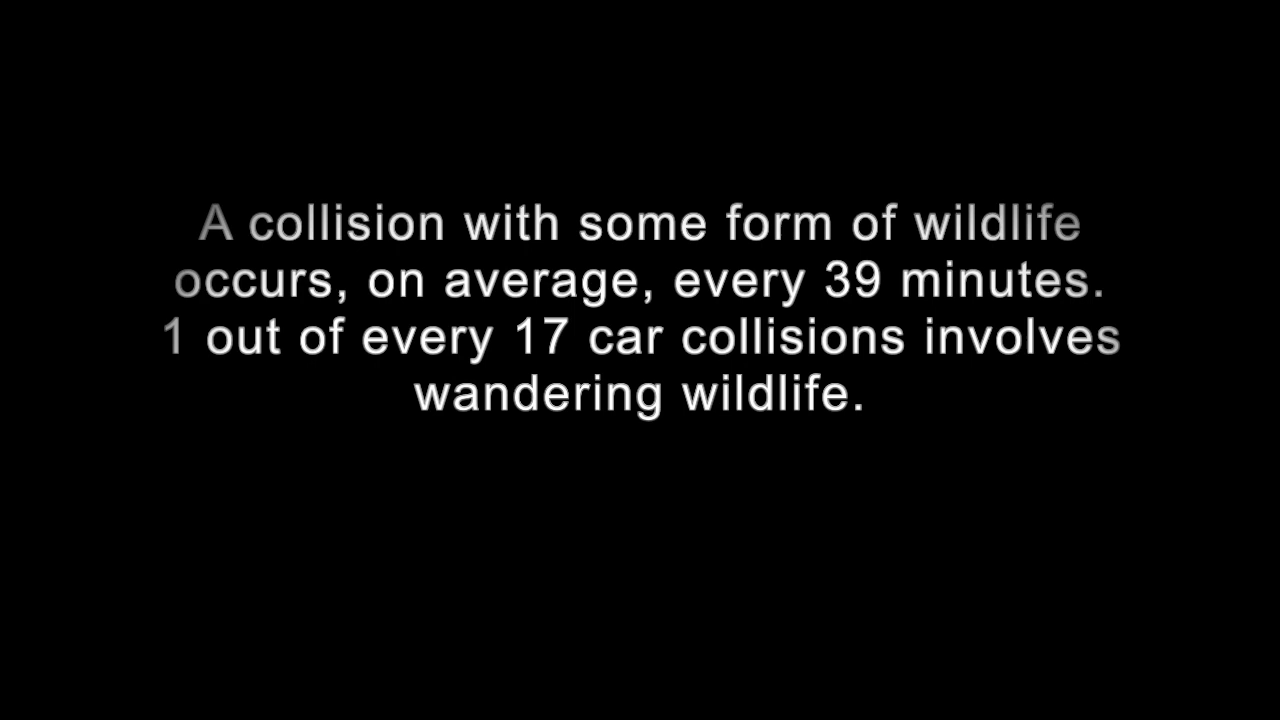 A collision with some form of wildlife
occurs, on average, every 39 minutes.
1 out of every 17 car collisions involves
wandering wildlife.